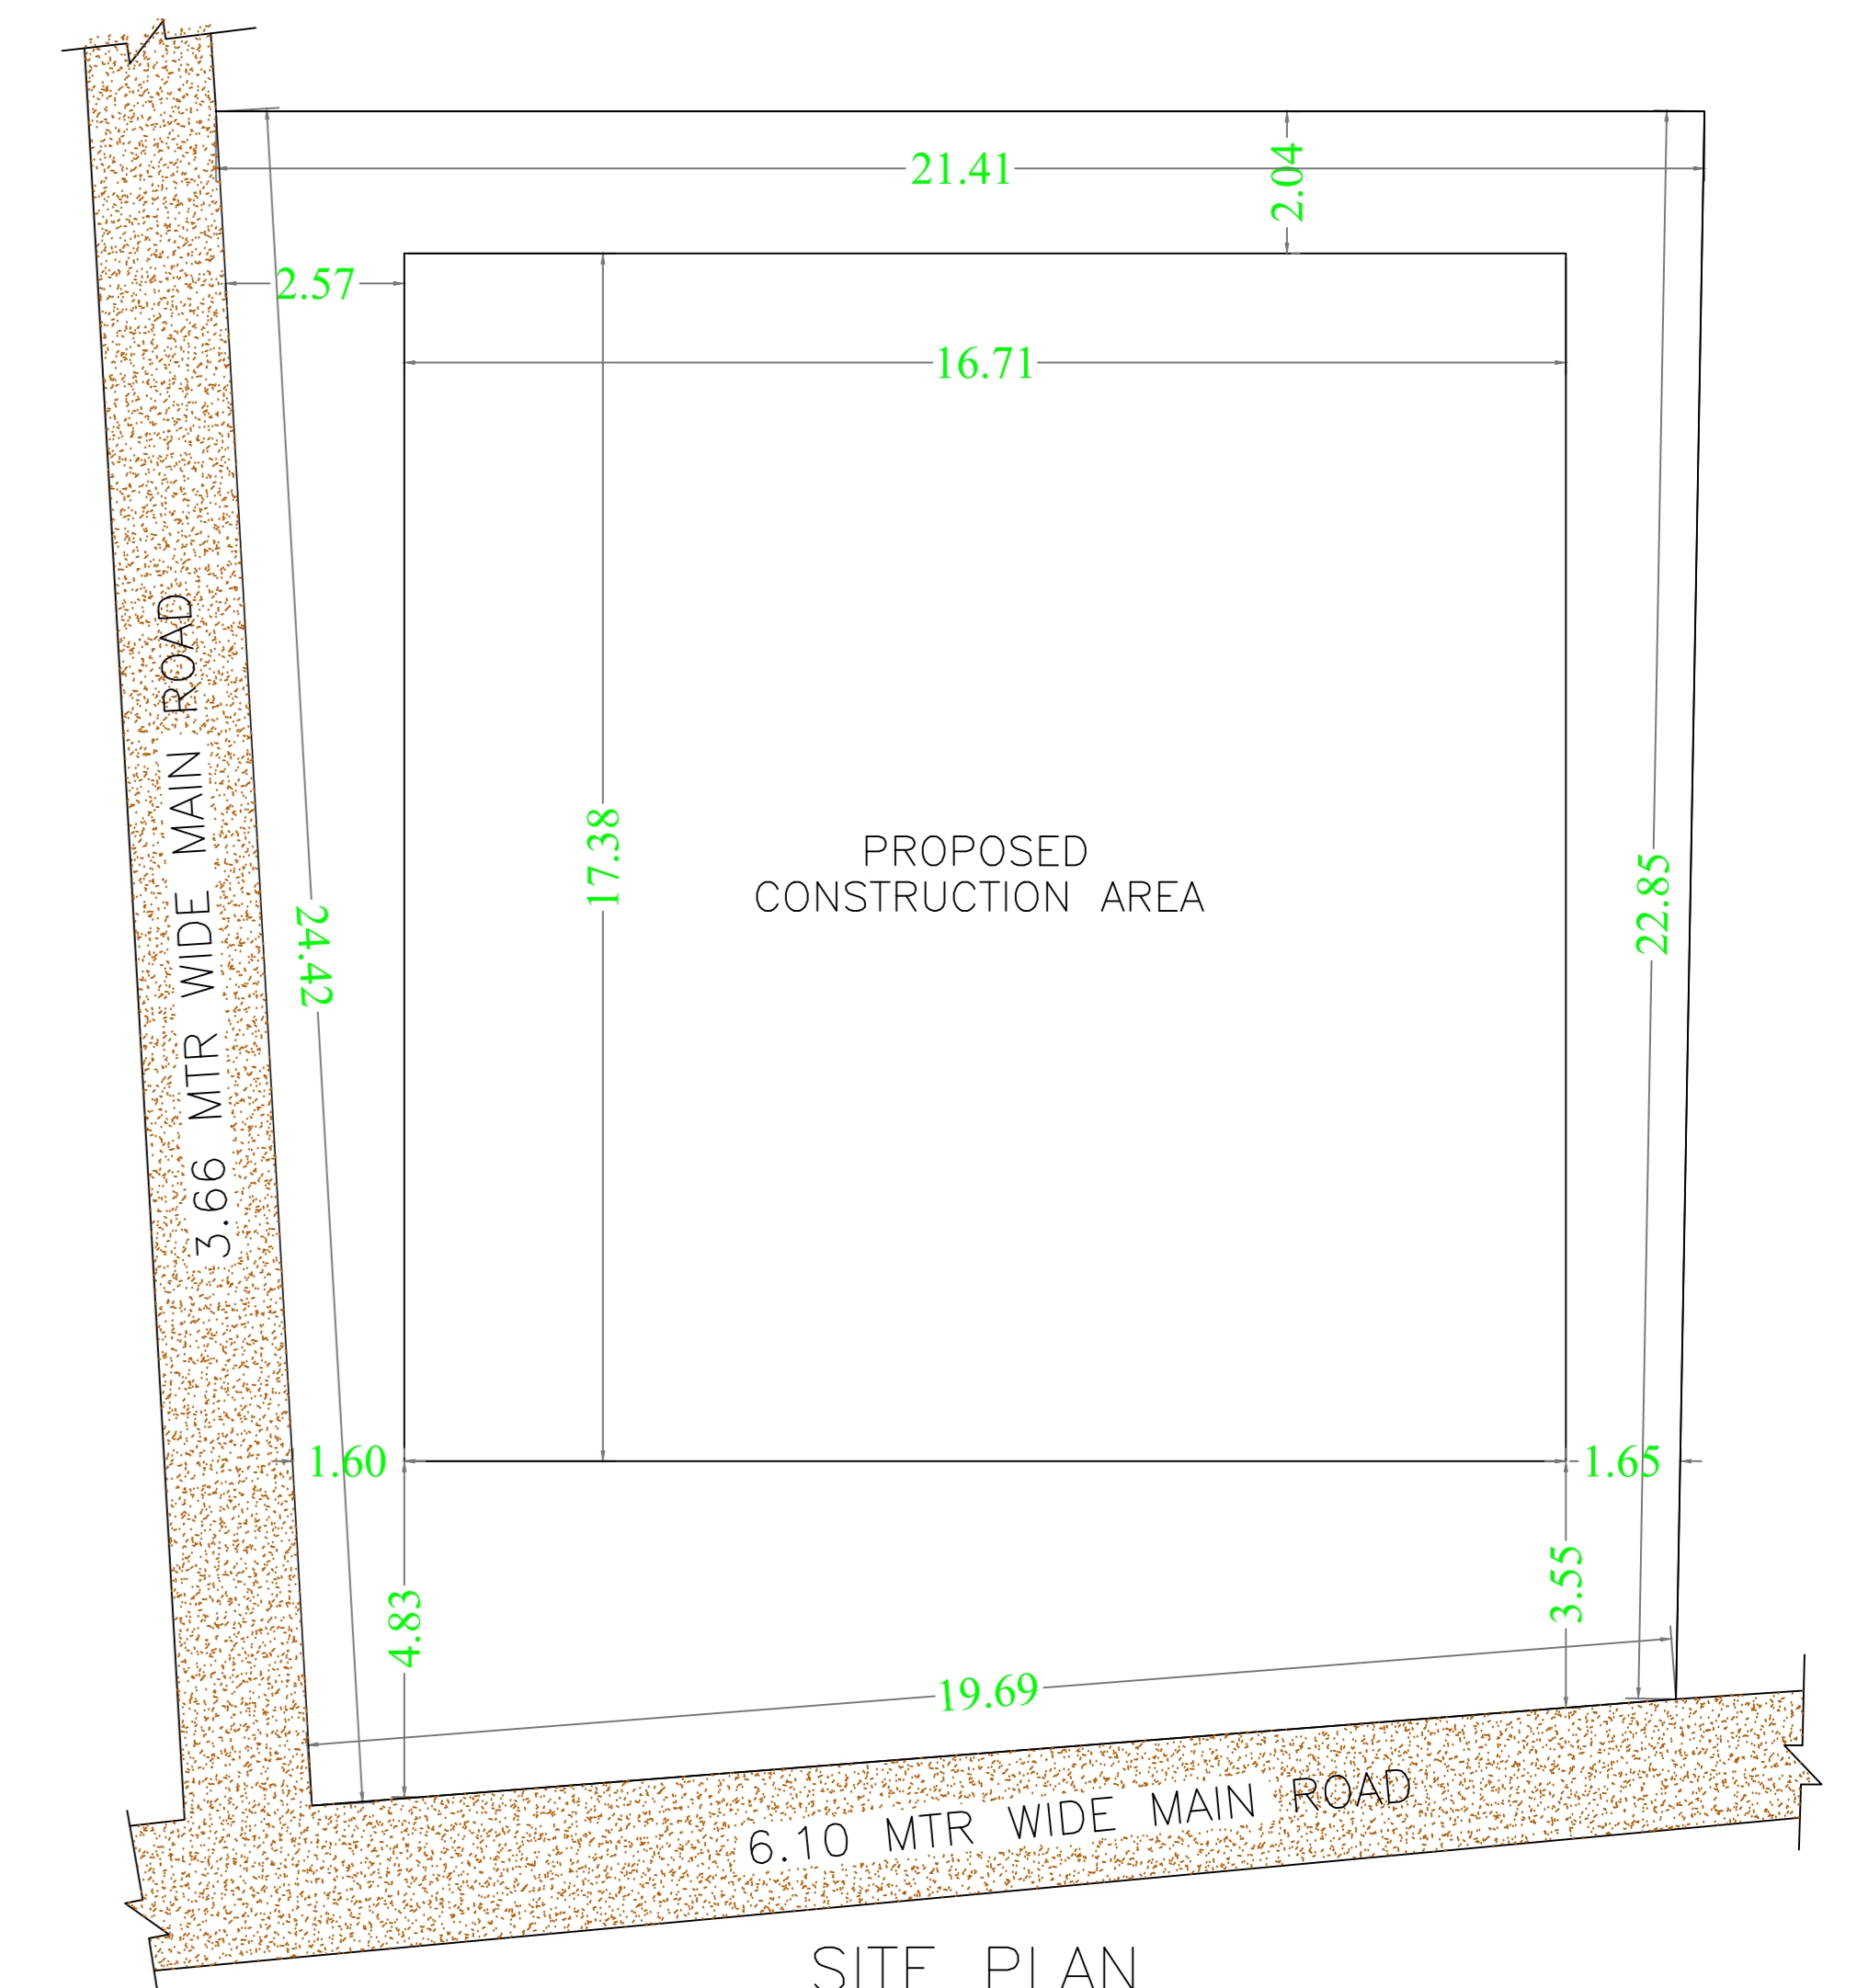 21.41
2.04
2.57
16.71
PROPOSED
CONSTRUCTION AREA
17.38
22.85
24.42
3.66 MTR WIDE MAIN ROAD
1.60
1.65
4.83
3.55
19.69
6.10 MTR WIDE MAIN ROAD
SITE PLAN